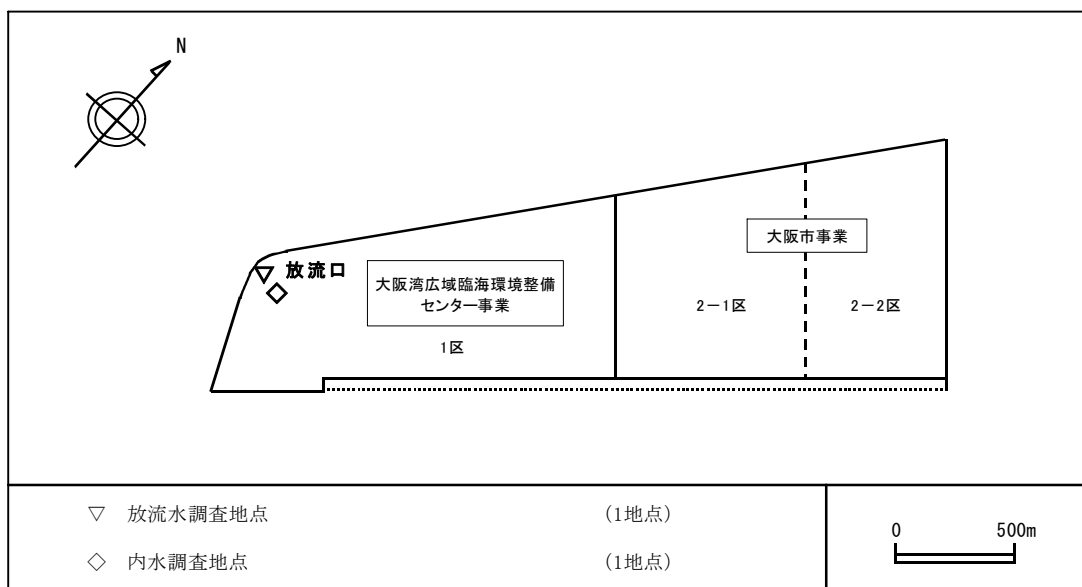 N
放流口
大阪湾広域臨海環境整備
センター事業
1区
大阪市事業
2－1区
2－2区
▽ 放流水調査地点 (1地点)
◇ 内水調査地点 (1地点)
0 500m